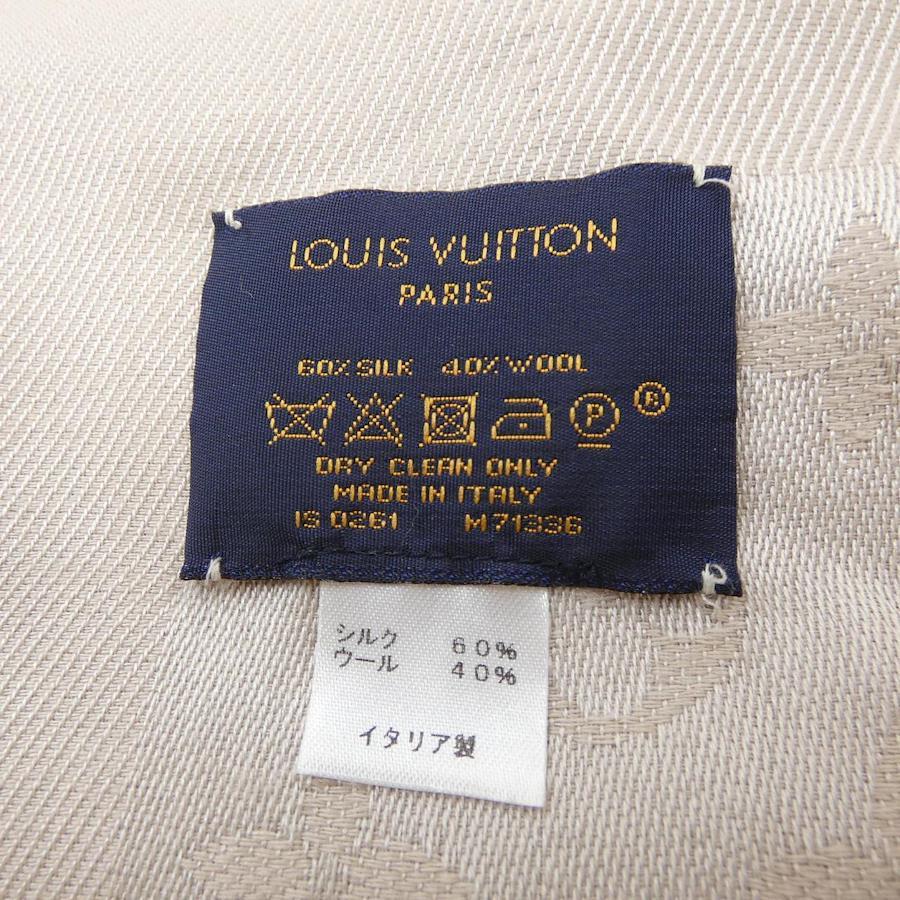 LOUIS VUITTON
PARIS
60% SILK 40% WOOL
P ®
DRY CLEAN ONLY
MADE IN ITALY
IS 0261 M71336
シルク 60%
ウール 40%
イタリア製